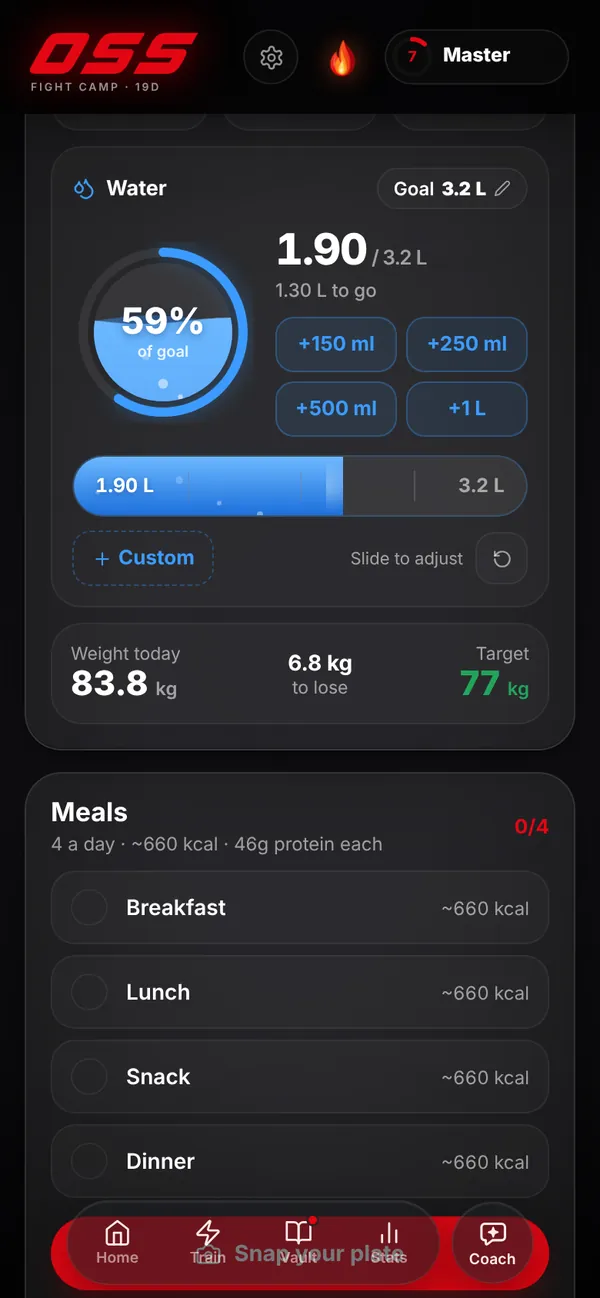 OSS
FIGHT CAMP · 19D
7
Master
Water
Goal 3.2 L
59%
of goal
1.90 / 3.2 L
1.30 L to go
+150 ml
+250 ml
+500 ml
+1 L
1.90 L
3.2 L
+ Custom
Slide to adjust
Weight today
83.8 kg
6.8 kg
to lose
Target
77 kg
Meals
4 a day · ~660 kcal · 46g protein each
0/4
Breakfast
~660 kcal
Lunch
~660 kcal
Snack
~660 kcal
Dinner
~660 kcal
Snap your plate
Home
Train
Vault
Stats
Coach